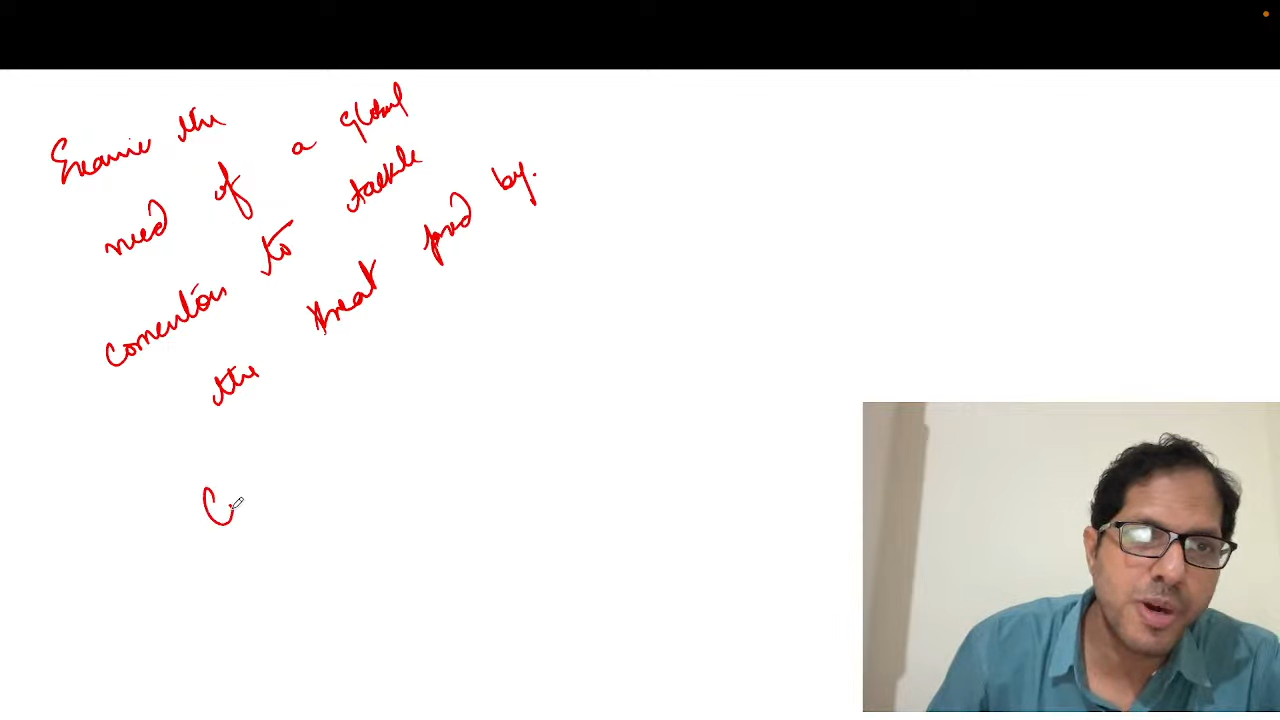 Examine the
need of a global
convention to tackle
the threat posed by.
C